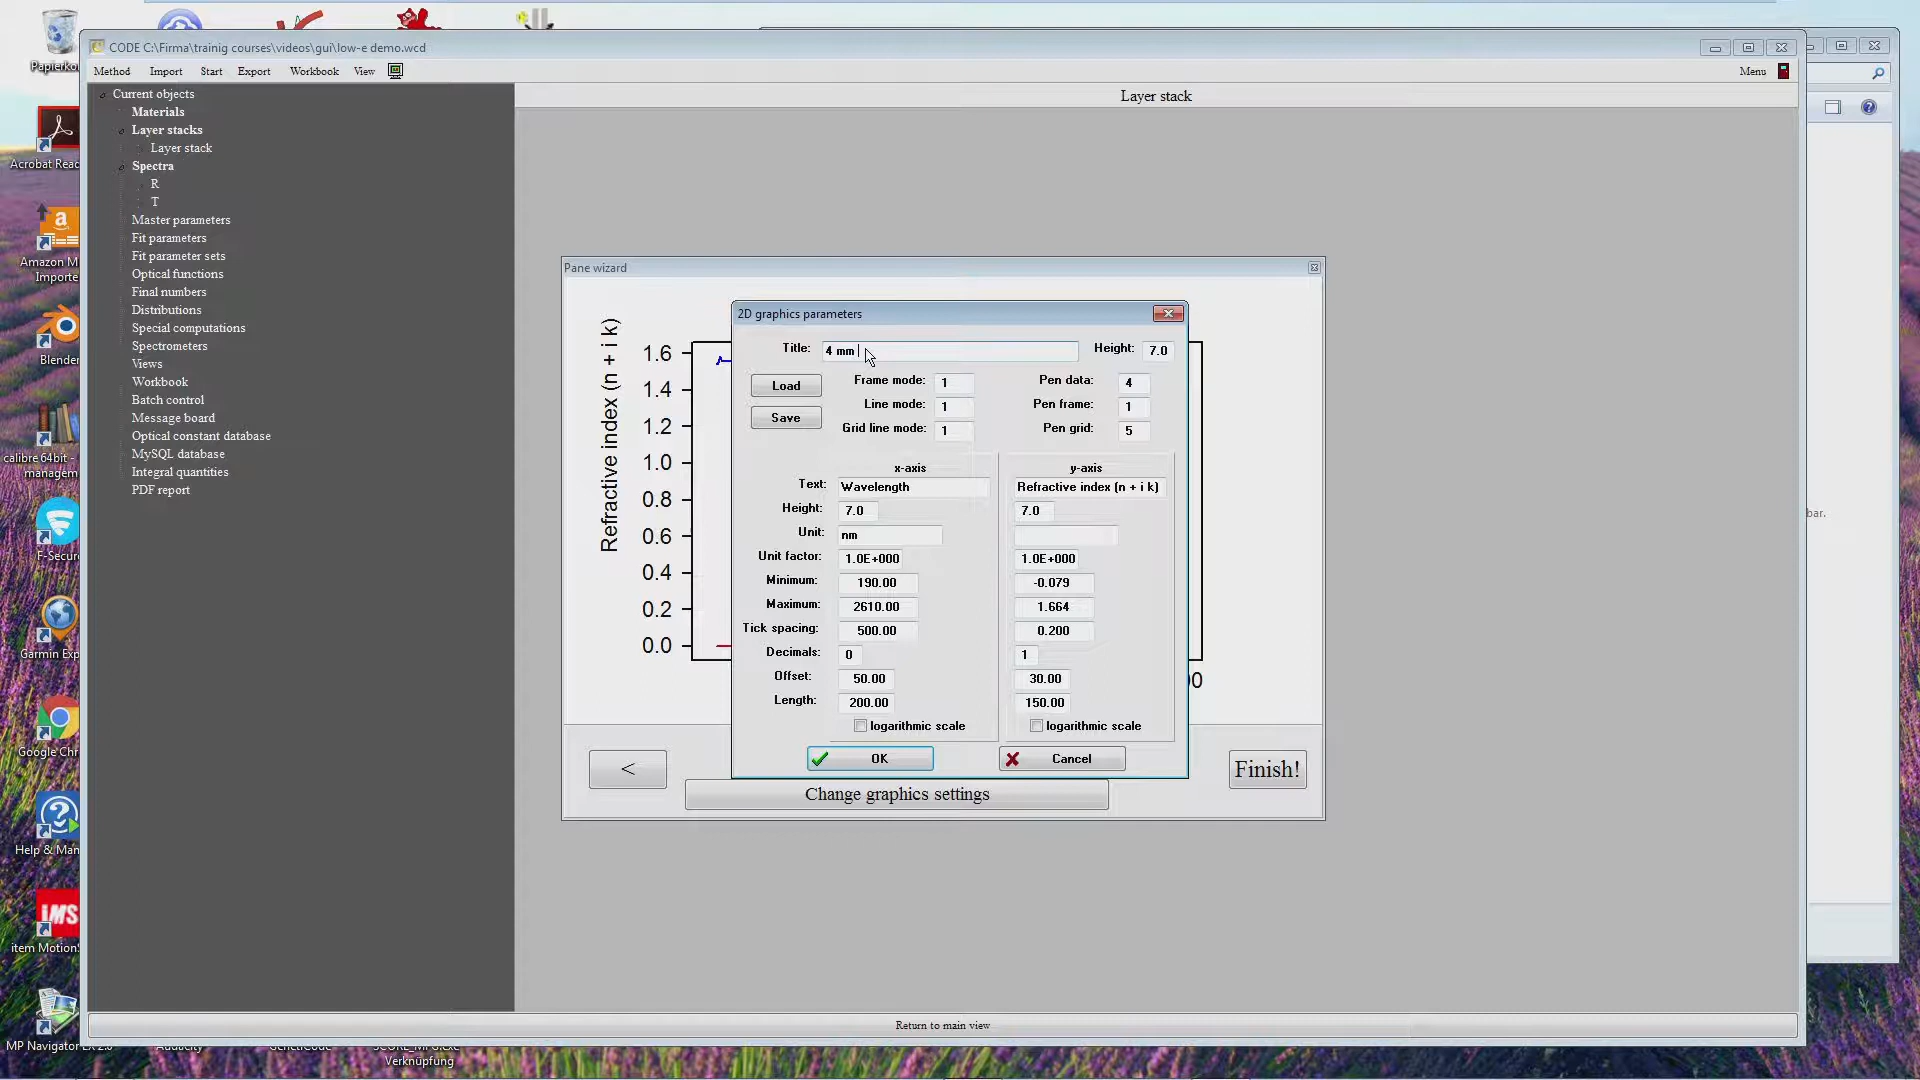 Papierko
CODE C:\Firma\trainig courses\videos\gui\low-e demo.wcd
Method Import Start Export Workbook View
Menu
Current objects
Materials
Layer stacks
Layer stack
Spectra
R
T
Master parameters
Fit parameters
Fit parameter sets
Optical functions
Final numbers
Distributions
Special computations
Spectrometers
Views
Workbook
Batch control
Message board
Optical constant database
MySQL database
Integral quantities
PDF report
Layer stack
Acrobat Read
Amazon M
Importe
Blender
calibre 64bit -
managem
F-Secur
Garmin Exp
Google Chr
Help & Man
iMS
item Motion
MP Navigator EX 2.0
Verknüpfung
Pane wizard
Refractive index (n + i k)
1.6
1.4
1.2
1.0
0.8
0.6
0.4
0.2
0.0
2D graphics parameters
Title: 4 mm
Height: 7.0
Load
Save
Frame mode: 1
Line mode: 1
Grid line mode: 1
Pen data: 4
Pen frame: 1
Pen grid: 5
x-axis
y-axis
Text: Wavelength Refractive index (n + i k)
Height: 7.0 7.0
Unit: nm
Unit factor: 1.0E+000 1.0E+000
Minimum: 190.00 -0.079
Maximum: 2610.00 1.664
Tick spacing: 500.00 0.200
Decimals: 0 1
Offset: 50.00 30.00
Length: 200.00 150.00
logarithmic scale logarithmic scale
OK
Cancel
<
Change graphics settings
Finish!
bar.
Return to main view